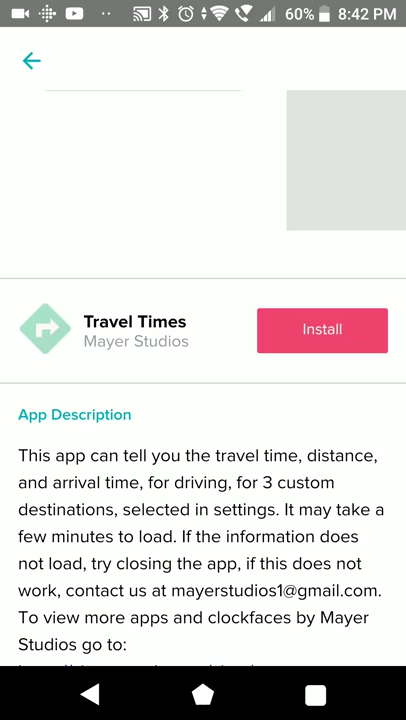 60% 8:42 PM
Travel Times
Mayer Studios
Install
App Description
This app can tell you the travel time, distance,
and arrival time, for driving, for 3 custom
destinations, selected in settings. It may take a
few minutes to load. If the information does
not load, try closing the app, if this does not
work, contact us at mayerstudios1@gmail.com.
To view more apps and clockfaces by Mayer
Studios go to: